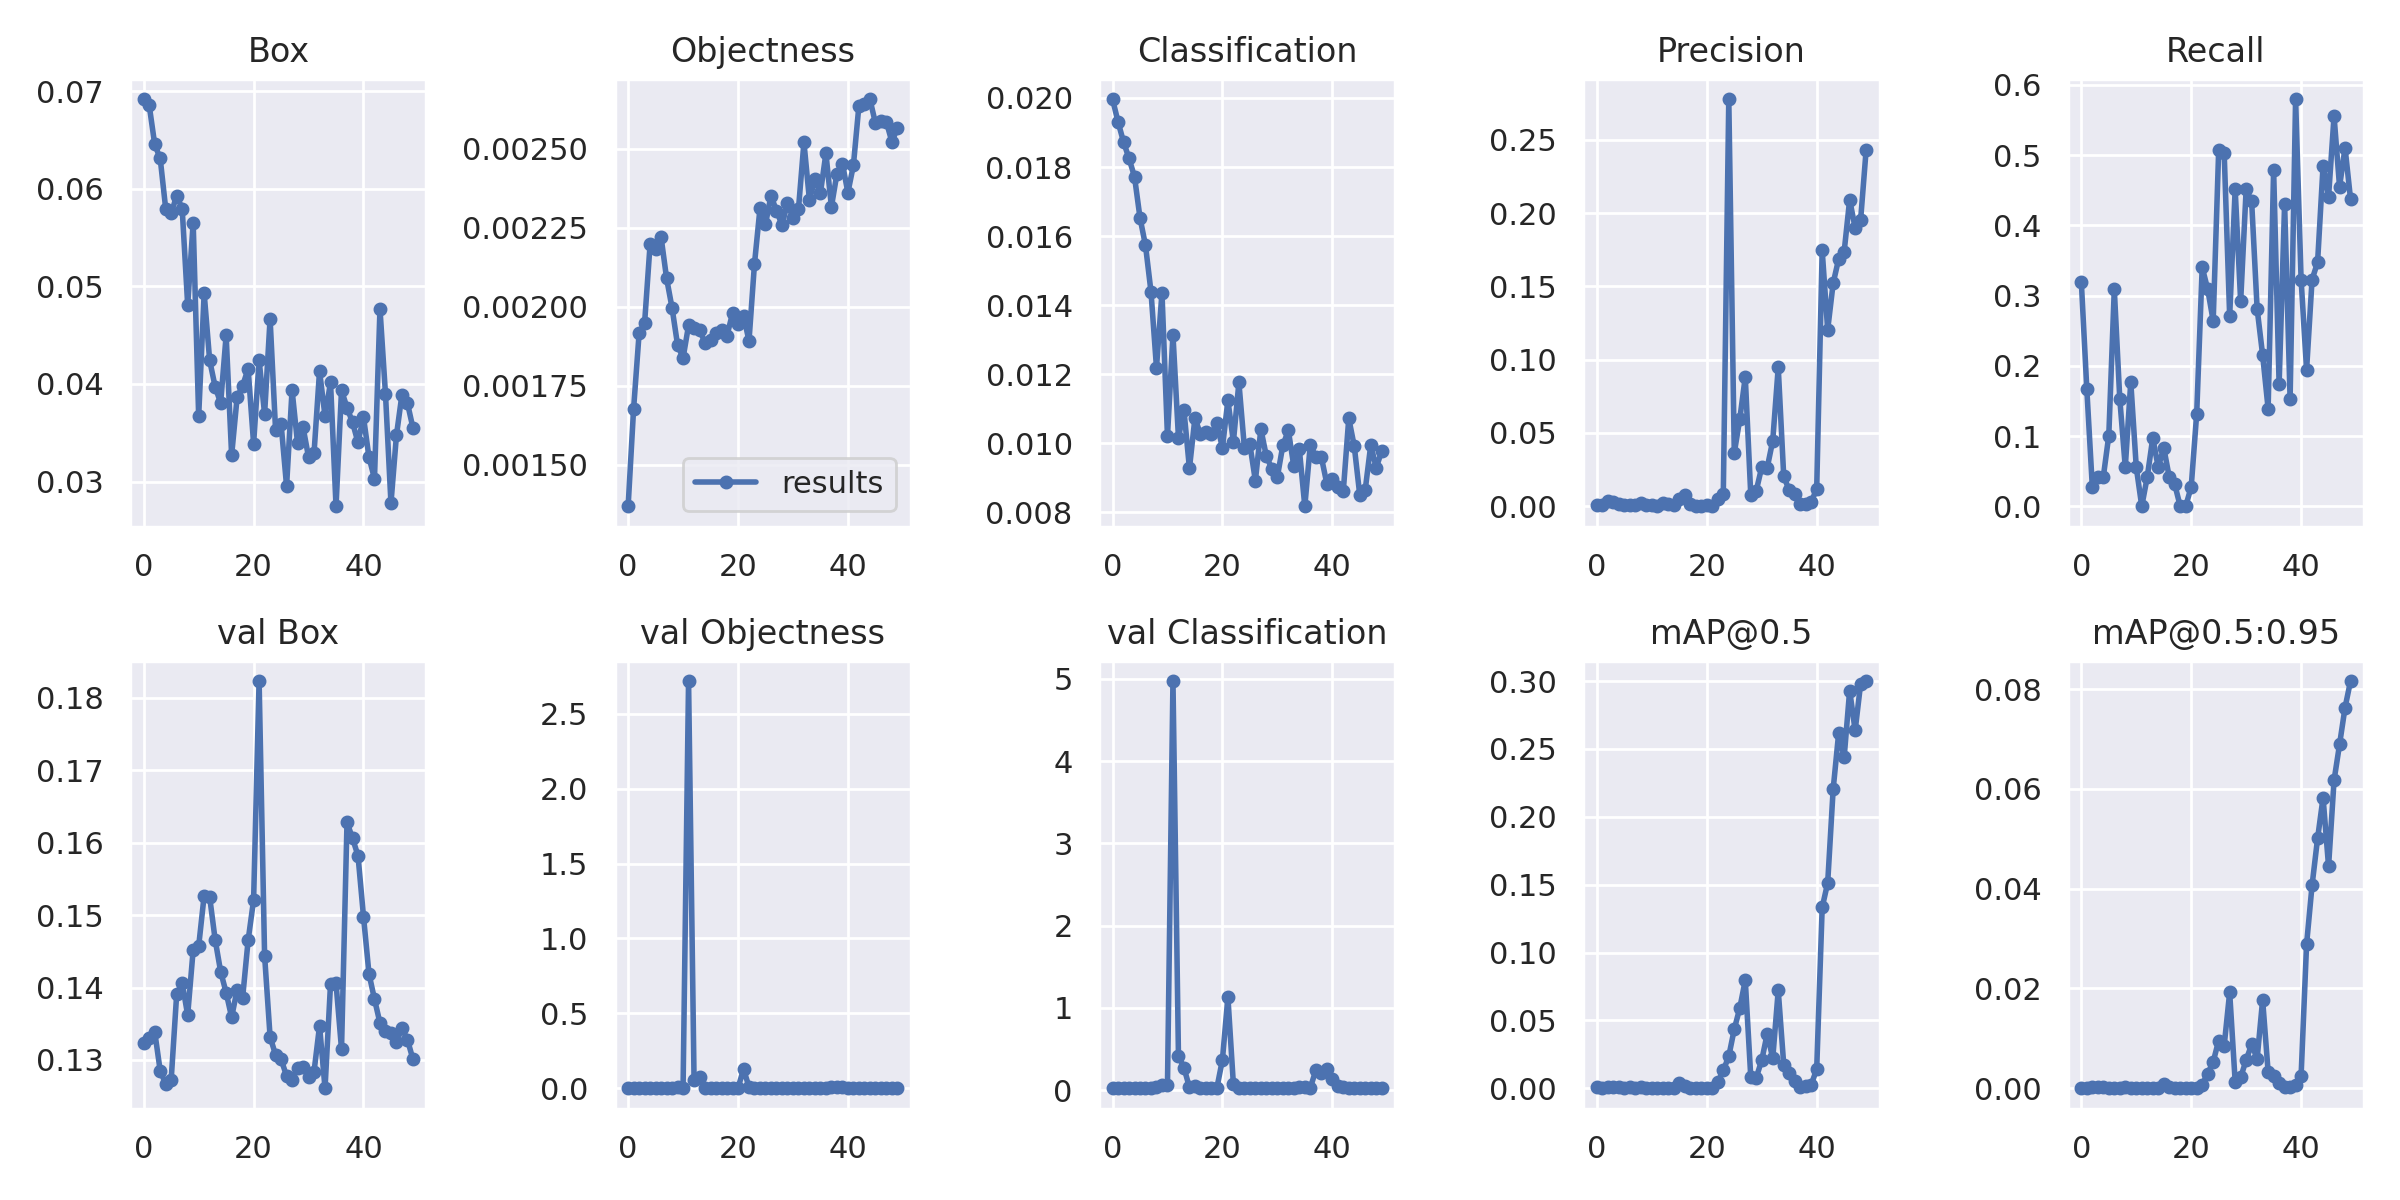 Box
Objectness
Classification
Precision
Recall
0.07
0.06
0.05
0.04
0.03
0 20 40
0.00250
0.00225
0.00200
0.00175
0.00150
results
0 20 40
0.020
0.018
0.016
0.014
0.012
0.010
0.008
0 20 40
0.25
0.20
0.15
0.10
0.05
0.00
0 20 40
0.6
0.5
0.4
0.3
0.2
0.1
0.0
0 20 40
val Box
val Objectness
val Classification
mAP@0.5
mAP@0.5:0.95
0.18
0.17
0.16
0.15
0.14
0.13
0 20 40
2.5
2.0
1.5
1.0
0.5
0.0
0 20 40
5
4
3
2
1
0
0 20 40
0.30
0.25
0.20
0.15
0.10
0.05
0.00
0 20 40
0.08
0.06
0.04
0.02
0.00
0 20 40